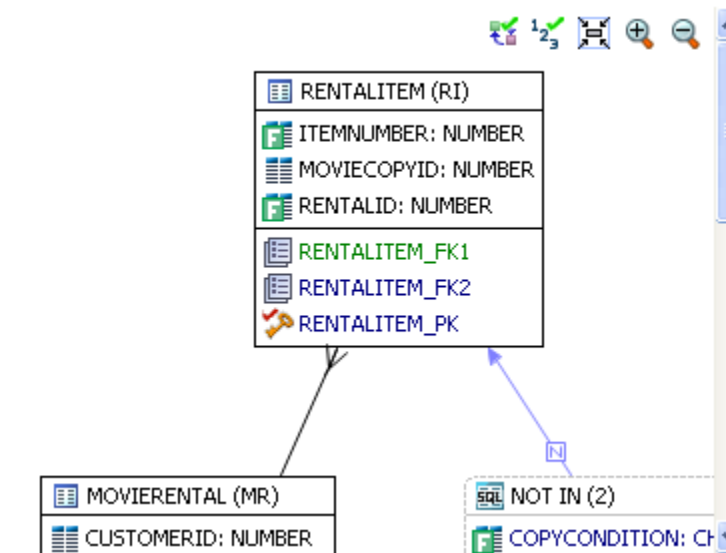 1 2 3
RENTALITEM (RI)
F ITEMNUMBER: NUMBER
MOVIECOPYID: NUMBER
F RENTALID: NUMBER
RENTALITEM_FK1
RENTALITEM_FK2
RENTALITEM_PK
N
MOVIERENTAL (MR)
SQL NOT IN (2)
CUSTOMERID: NUMBER
F COPYCONDITION: CH